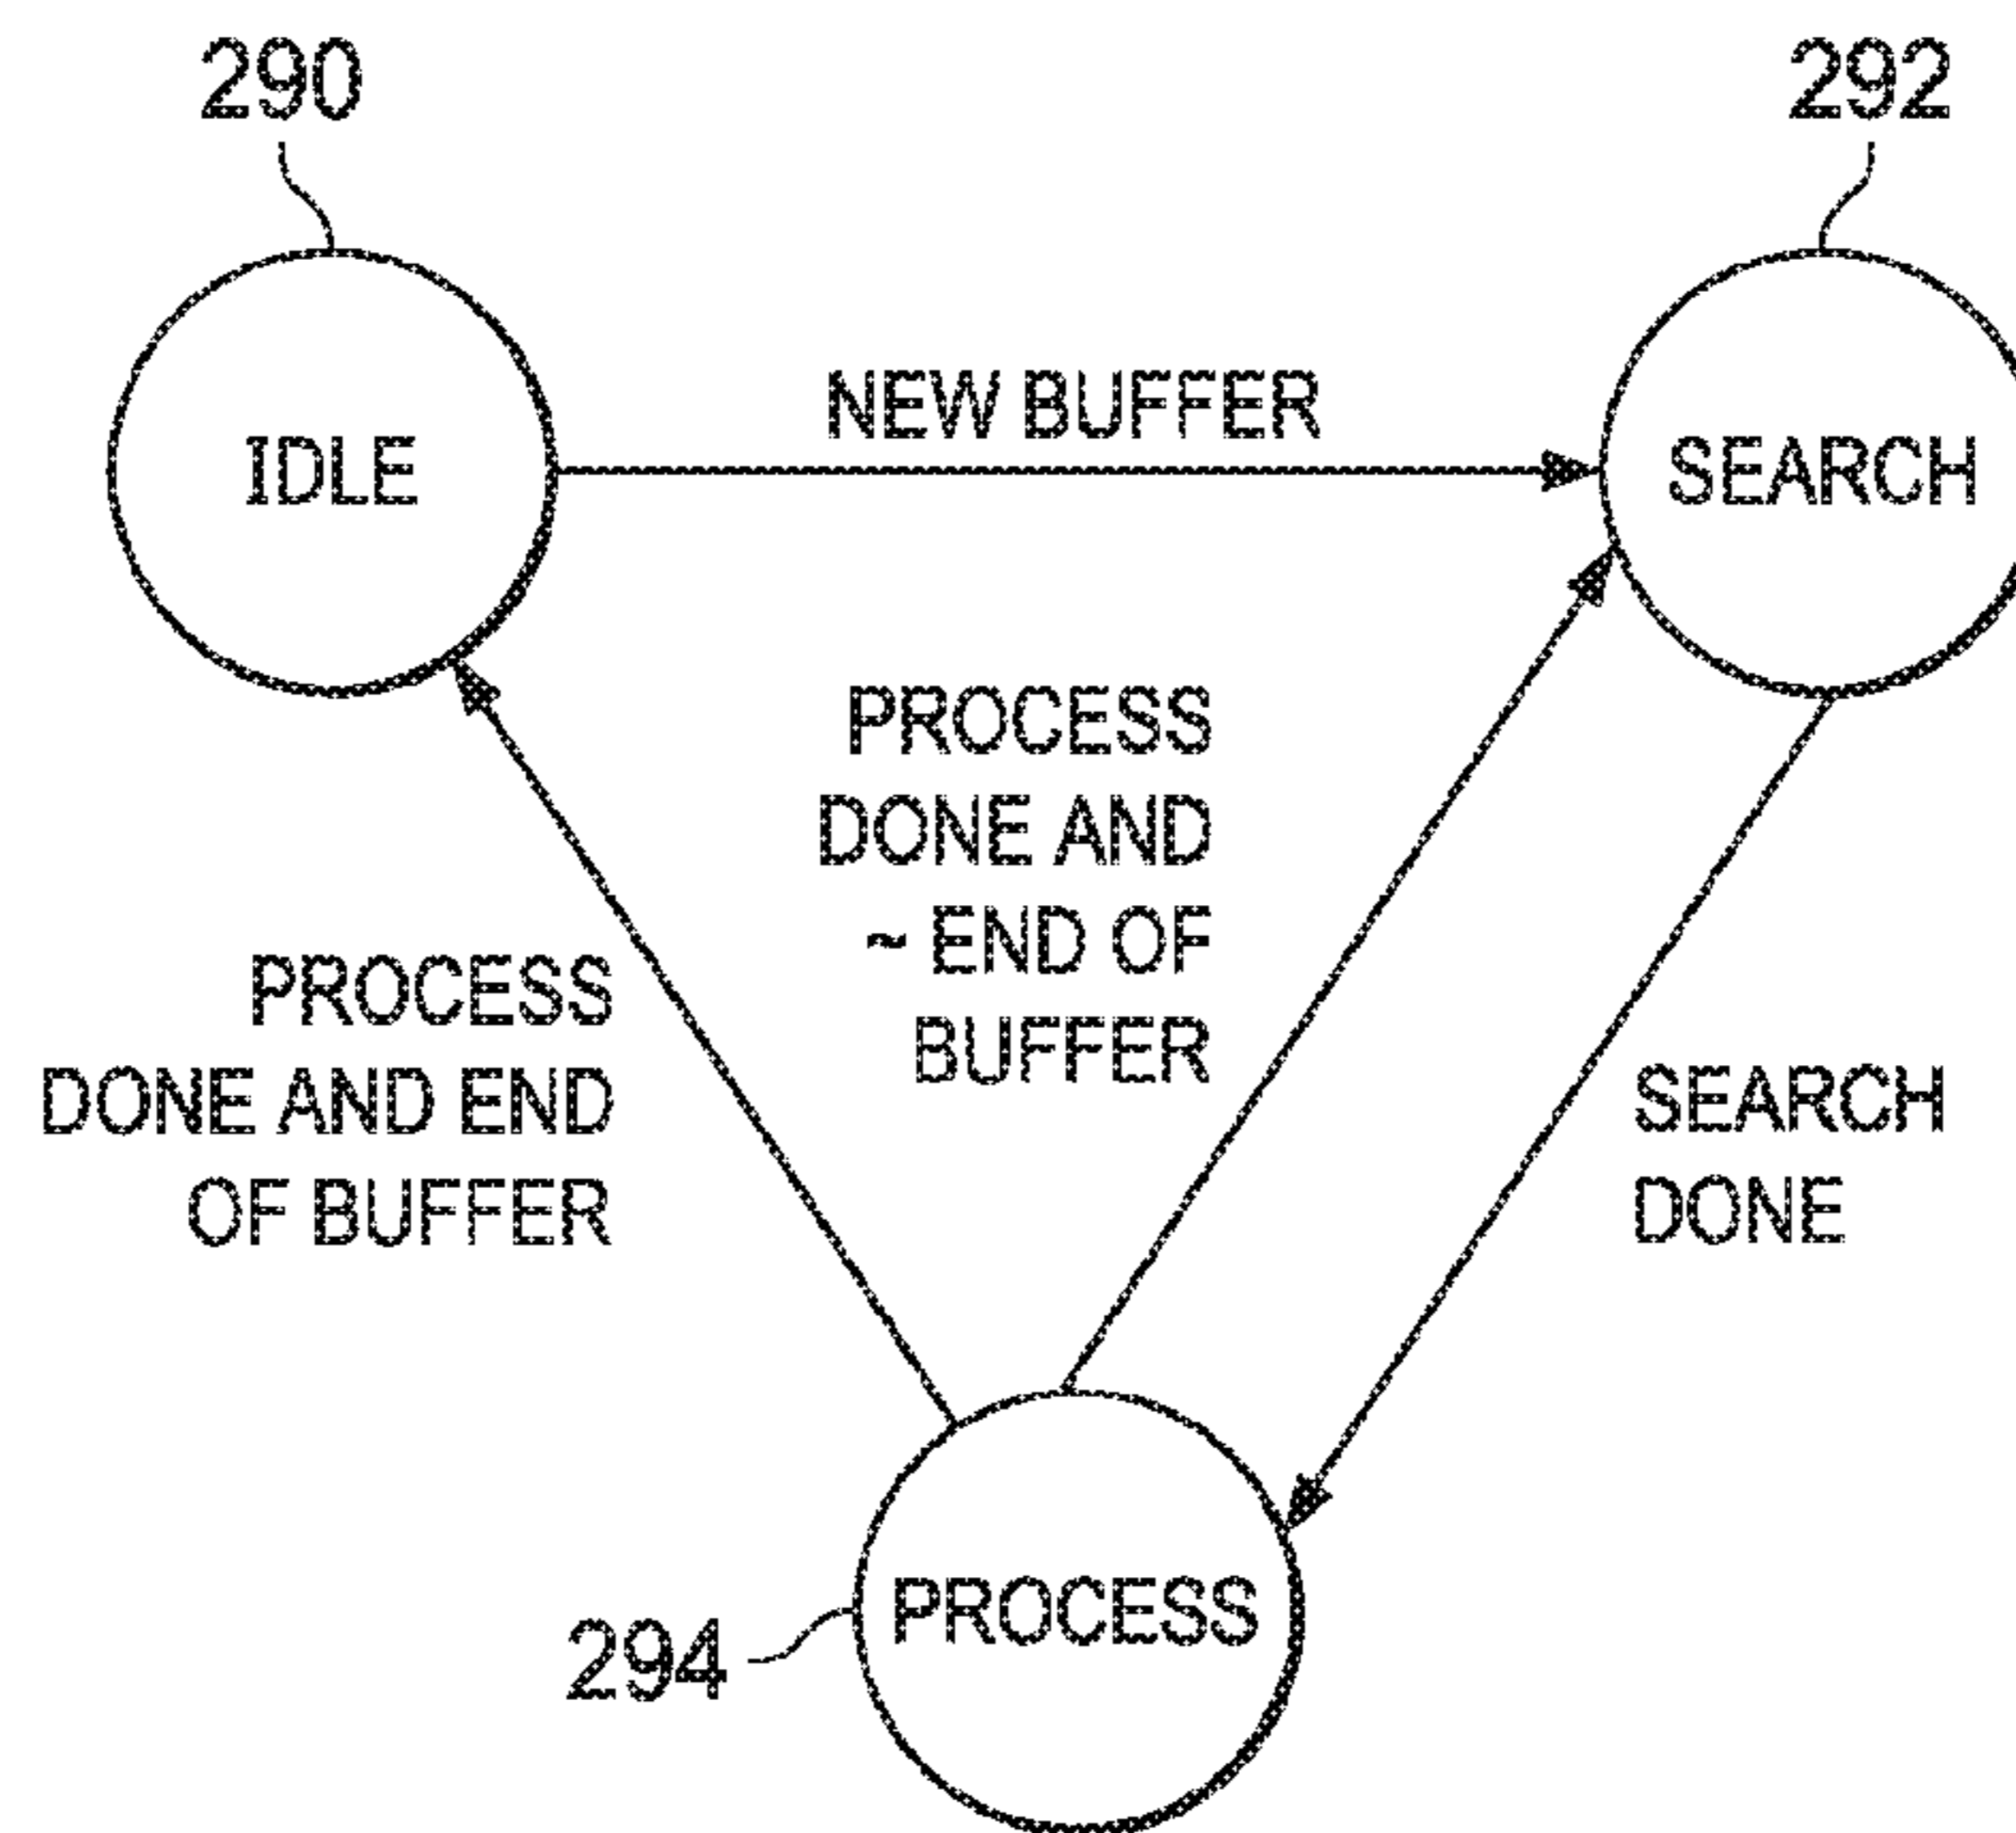 290
292
NEW BUFFER
IDLE
SEARCH
PROCESS
DONE AND
~ END OF
BUFFER
PROCESS
DONE AND END
OF BUFFER
SEARCH
DONE
PROCESS
294